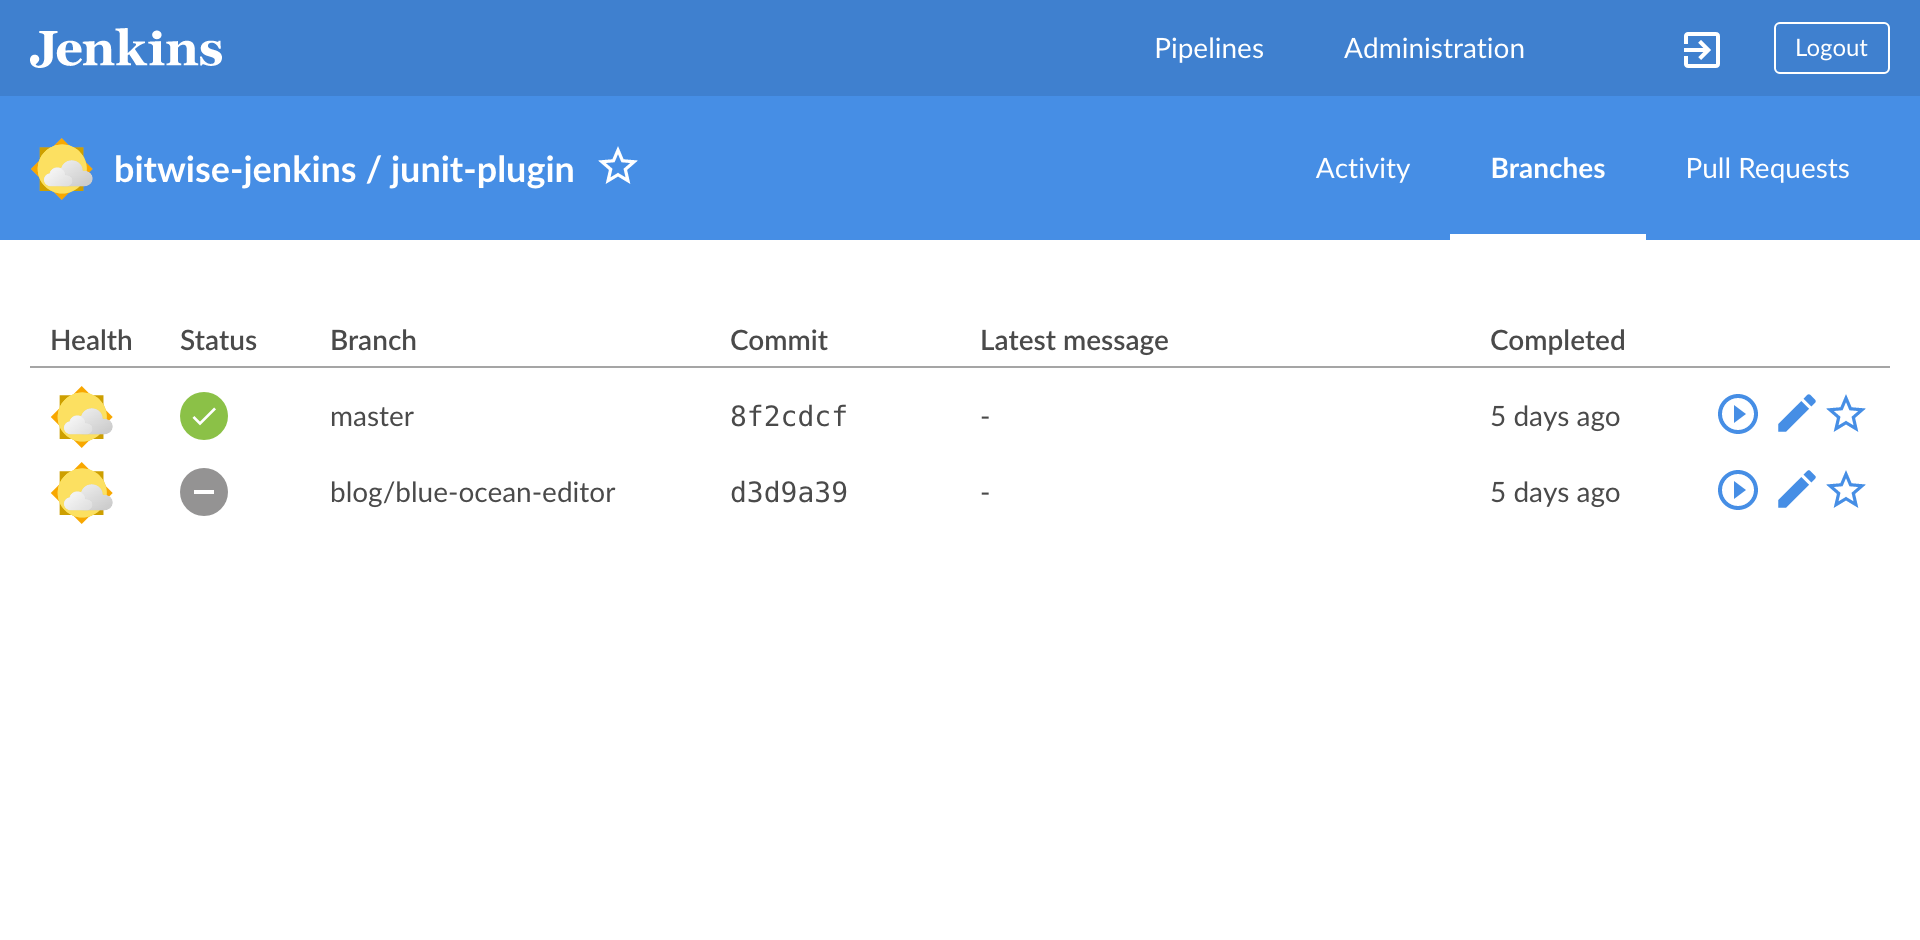 Jenkins Pipelines Administration Logout
bitwise-jenkins / junit-plugin Activity Branches Pull Requests
Health Status Branch Commit Latest message Completed
master 8f2cdcf - 5 days ago
blog/blue-ocean-editor d3d9a39 - 5 days ago